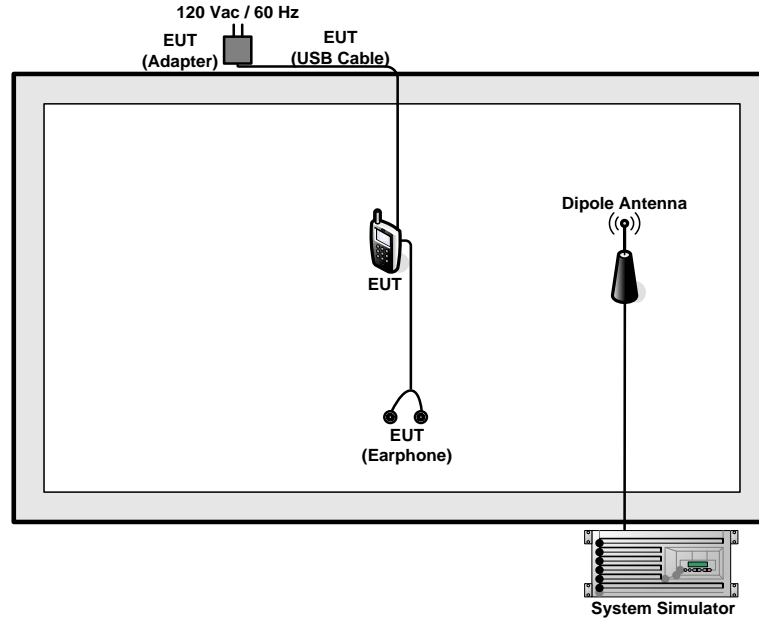 120 Vac / 60 Hz
EUT
(Adapter)
EUT
(USB Cable)
Dipole Antenna
EUT
EUT
(Earphone)
System Simulator